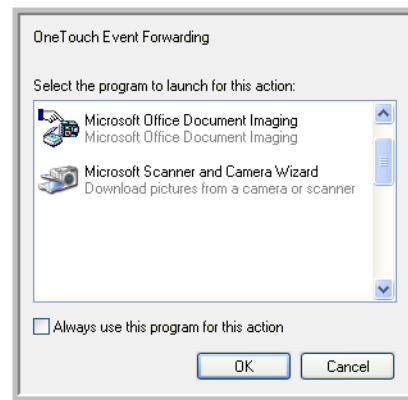 OneTouch Event Forwarding
Select the program to launch for this action:
Microsoft Office Document Imaging
Microsoft Office Document Imaging
Microsoft Scanner and Camera Wizard
Download pictures from a camera or scanner
Always use this program for this action
OK Cancel